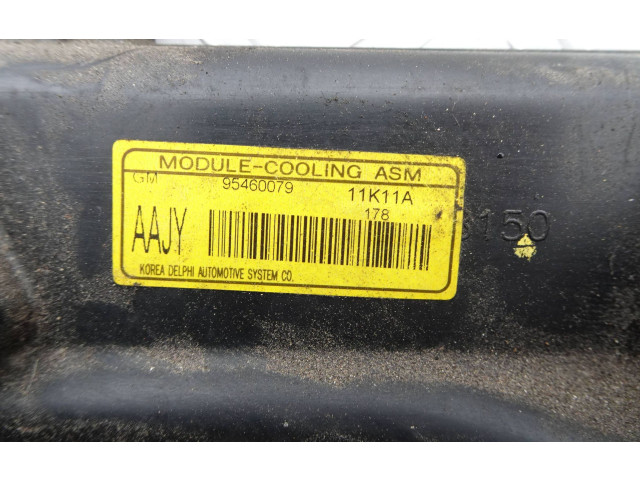 MODULE-COOLING ASM
GM 95460079 11K11A
178
AAJY
KOREA DELPHI AUTOMOTIVE SYSTEM CO.